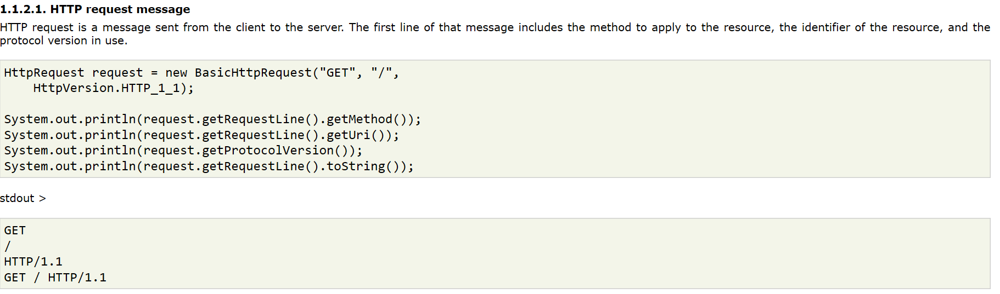 1.1.2.1. HTTP request message
HTTP request is a message sent from the client to the server. The first line of that message includes the method to apply to the resource, the identifier of the resource, and the
protocol version in use.
HttpRequest request = new BasicHttpRequest("GET", "/",
    HttpVersion.HTTP_1_1);
System.out.println(request.getRequestLine().getMethod());
System.out.println(request.getRequestLine().getUri());
System.out.println(request.getProtocolVersion());
System.out.println(request.getRequestLine().toString());
stdout >
GET
/
HTTP/1.1
GET / HTTP/1.1